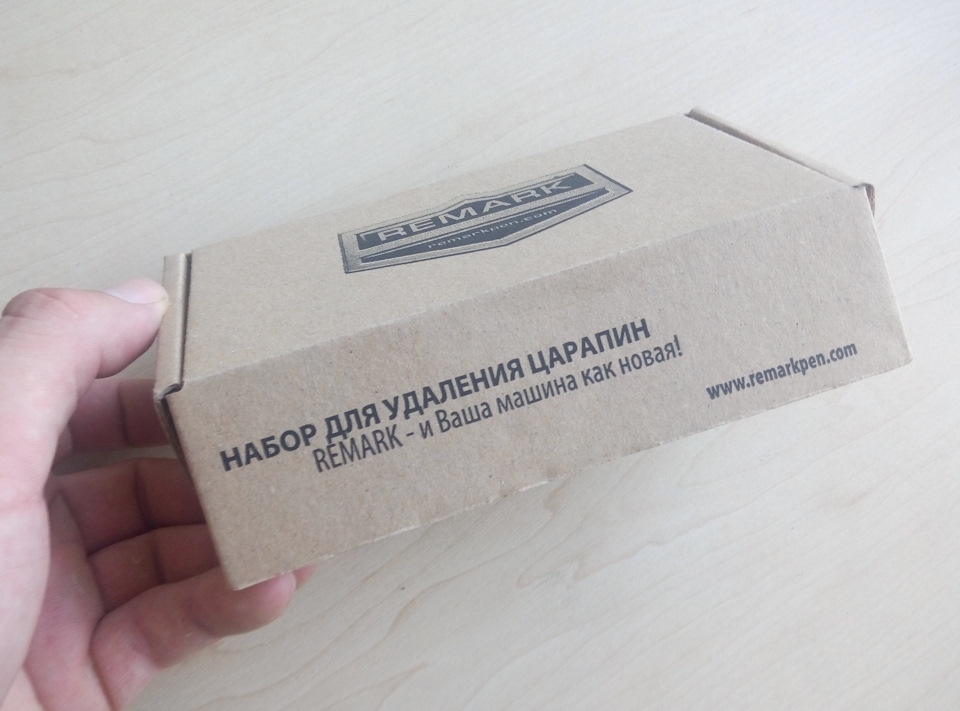 REMARK
remarkpen.com
НАБОР ДЛЯ УДАЛЕНИЯ ЦАРАПИН
REMARK - и Ваша машина как новая!
www.remarkpen.com